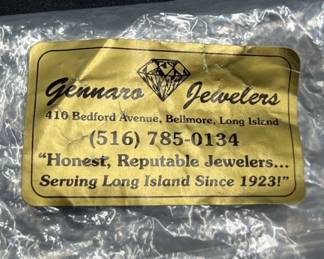 Gennaro Jewelers
410 Bedford Avenue, Bellmore, Long Island
(516) 785-0134
“Honest, Reputable Jewelers...
Serving Long Island Since 1923!”